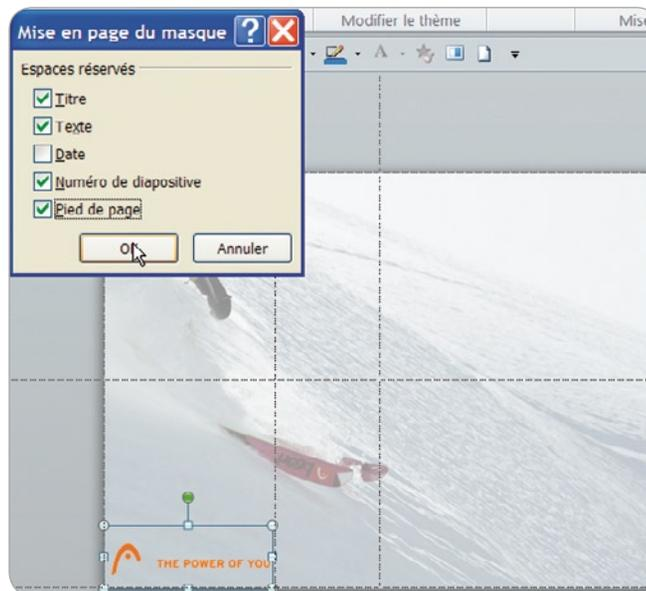 Modifier le thème
Mise en page du masque
Espaces réservés
Titre
Texte
Date
Numéro de diapositive
Pied de page
OK
Annuler
A
THE POWER OF YOU